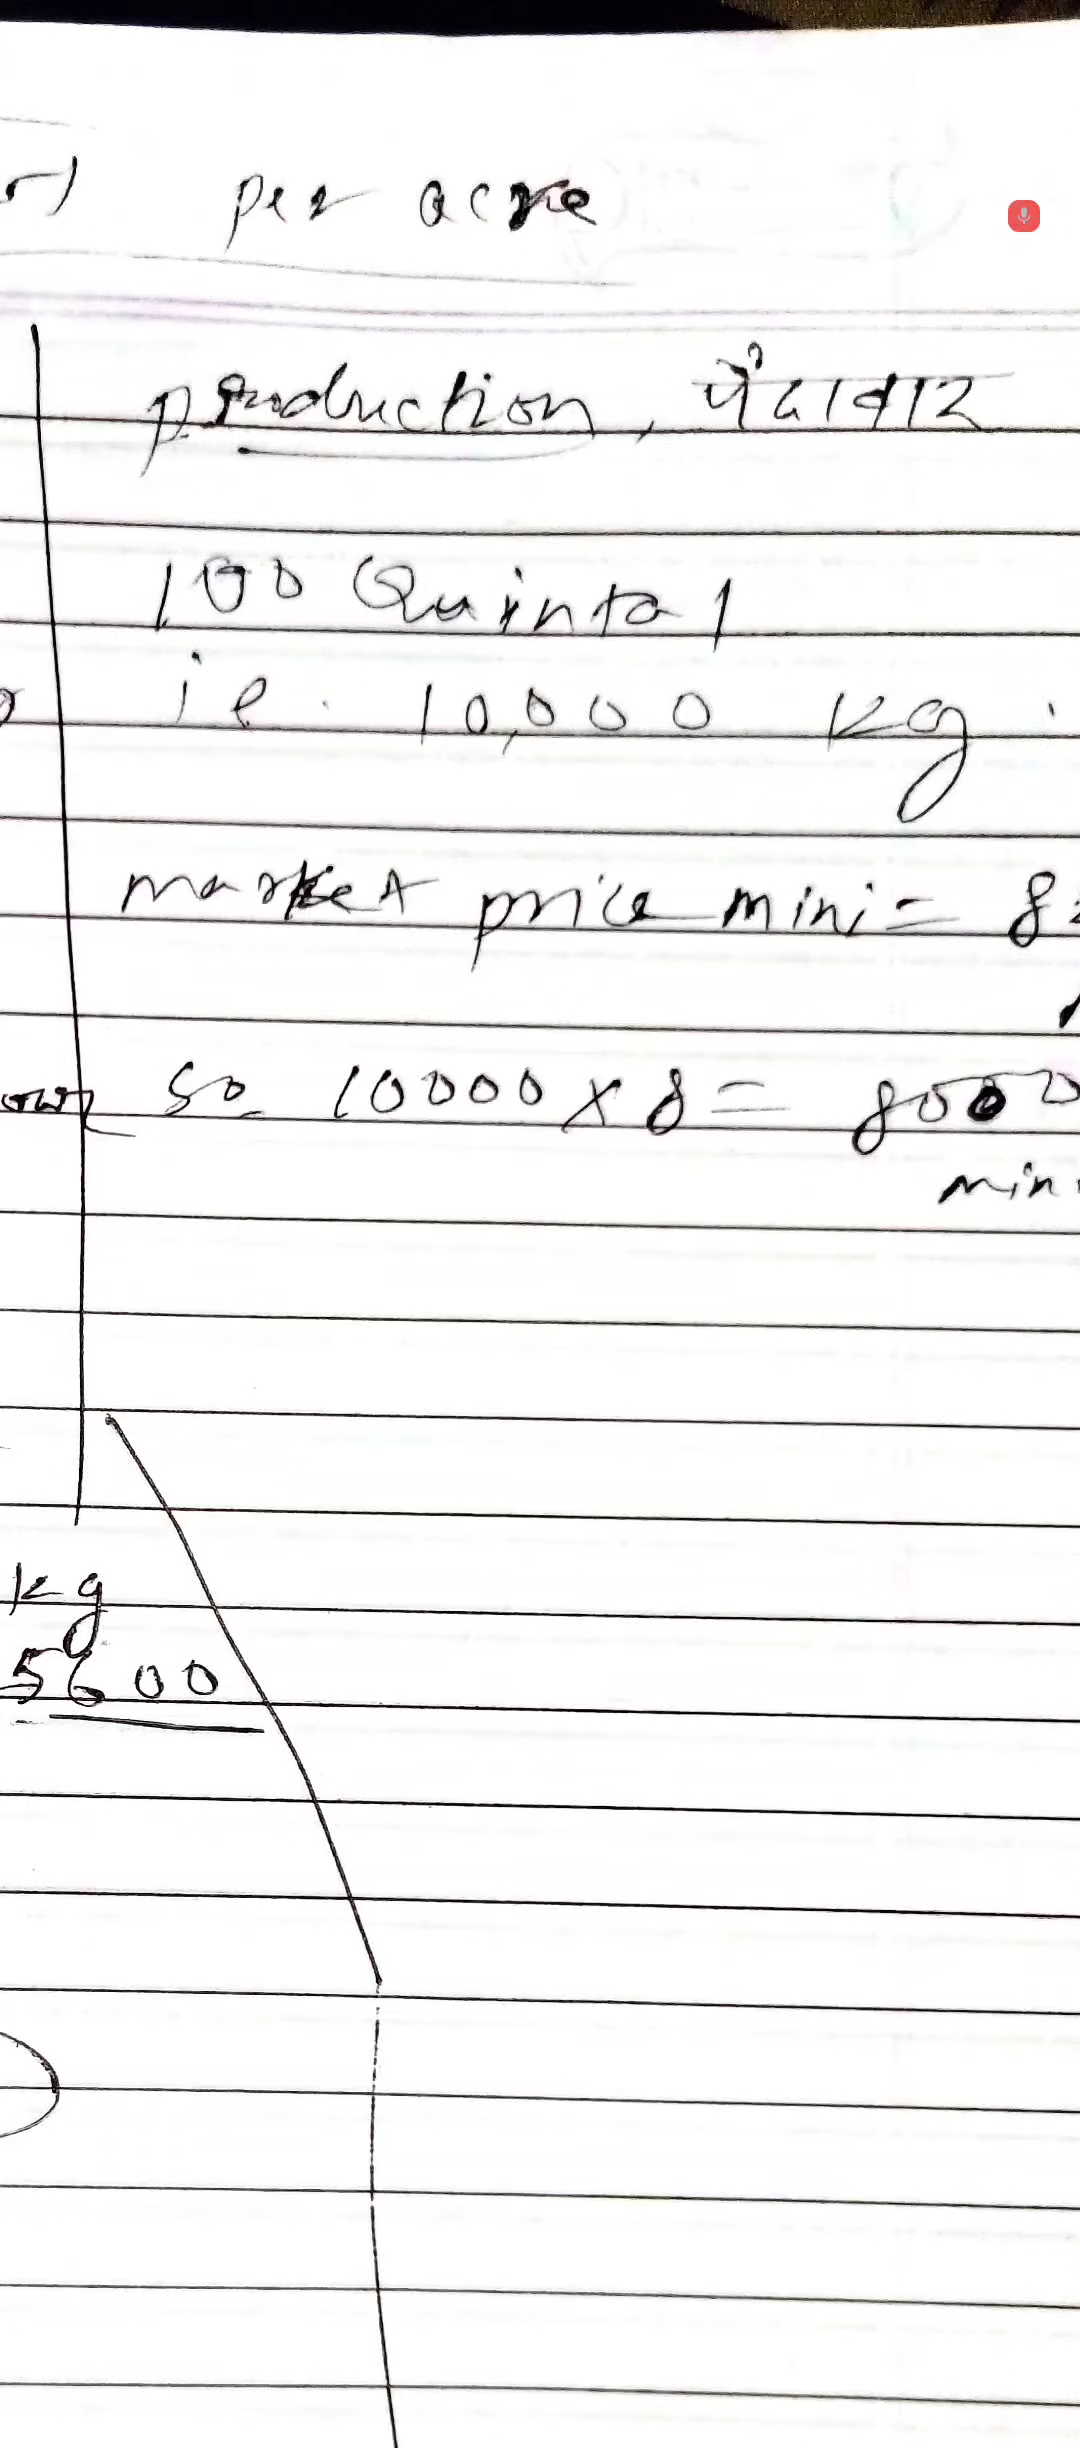 per acre
production, पैदावार
100 Quintal
ie. 10,000 kg.
market price mini = 8
So 10000 x 8 = 8000
min
kg
5600